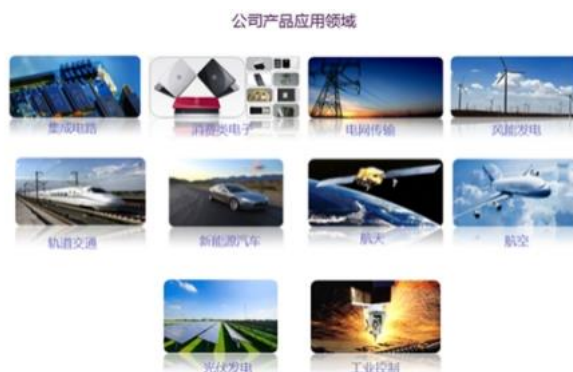 公司产品应用领域
集成电路
消费类电子
电网传输
风能发电
轨道交通
新能源汽车
航天
航空
光伏发电
工业控制